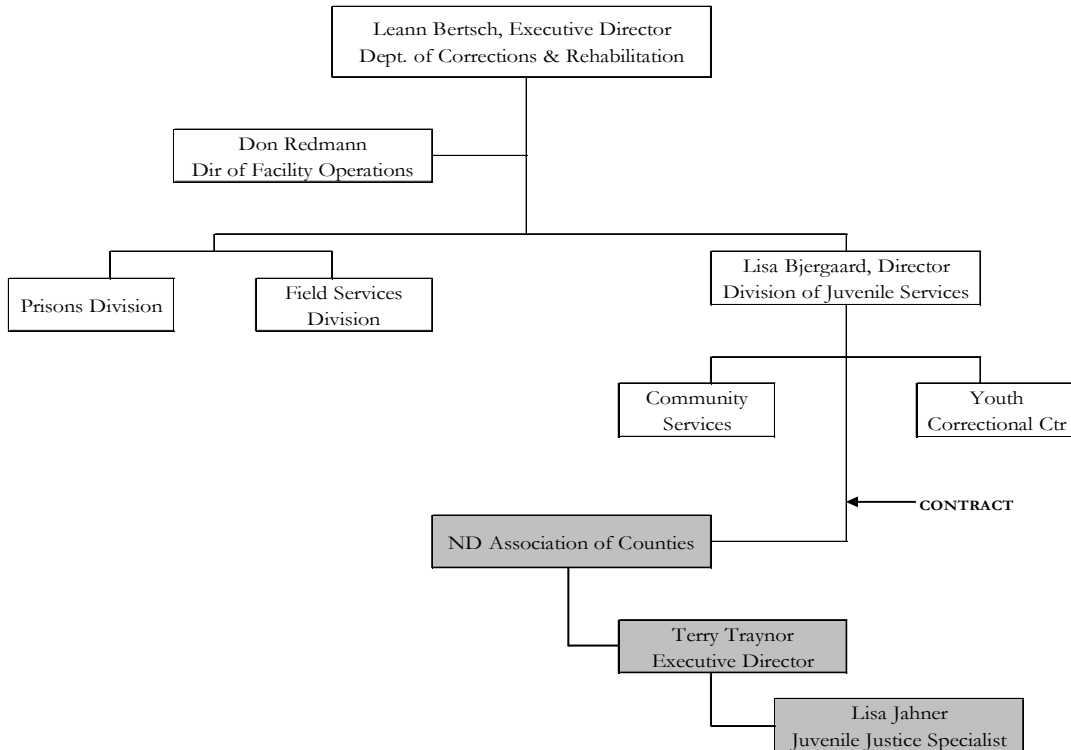 Leann Bertsch, Executive Director
Dept. of Corrections & Rehabilitation
Don Redmann
Dir of Facility Operations
Prisons Division
Field Services
Division
Lisa Bjergaard, Director
Division of Juvenile Services
Community
Services
Youth
Correctional Ctr
CONTRACT
ND Association of Counties
Terry Traynor
Executive Director
Lisa Jahner
Juvenile Justice Specialist